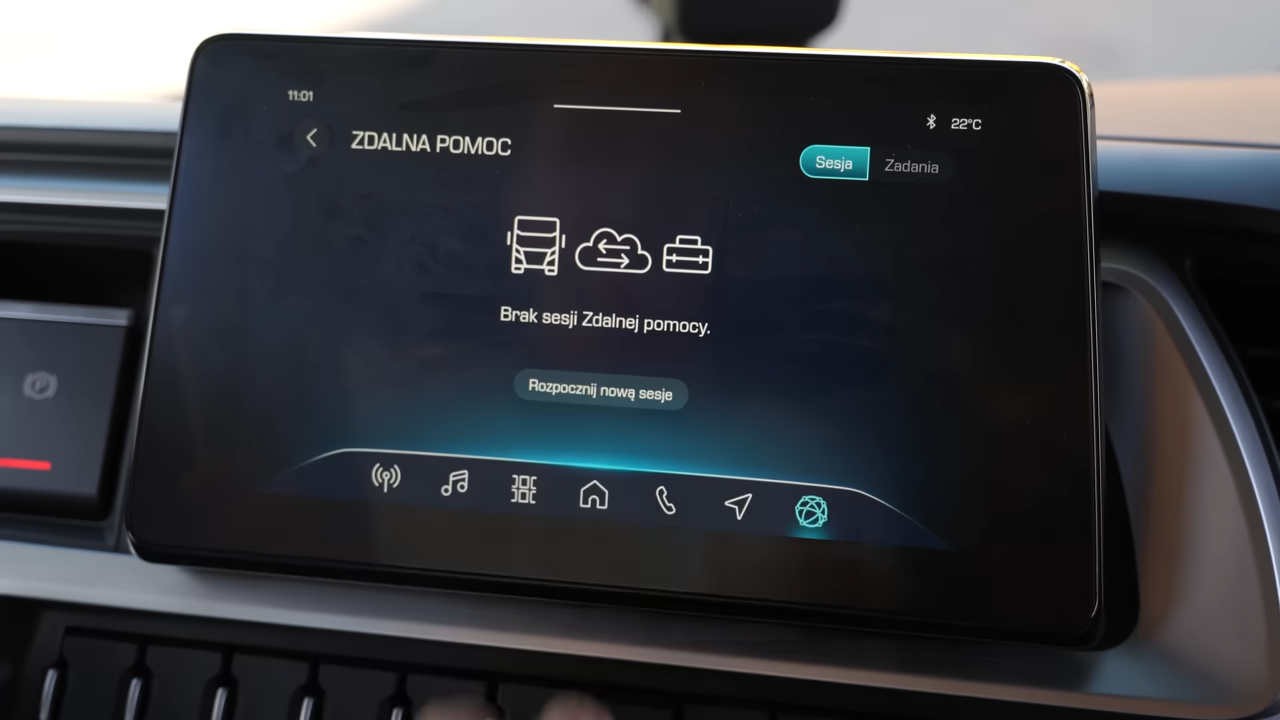 11:01
22°C
ZDALNA POMOC
Sesja
Zadania
Brak sesji Zdalnej pomocy.
Rozpocznij nową sesje